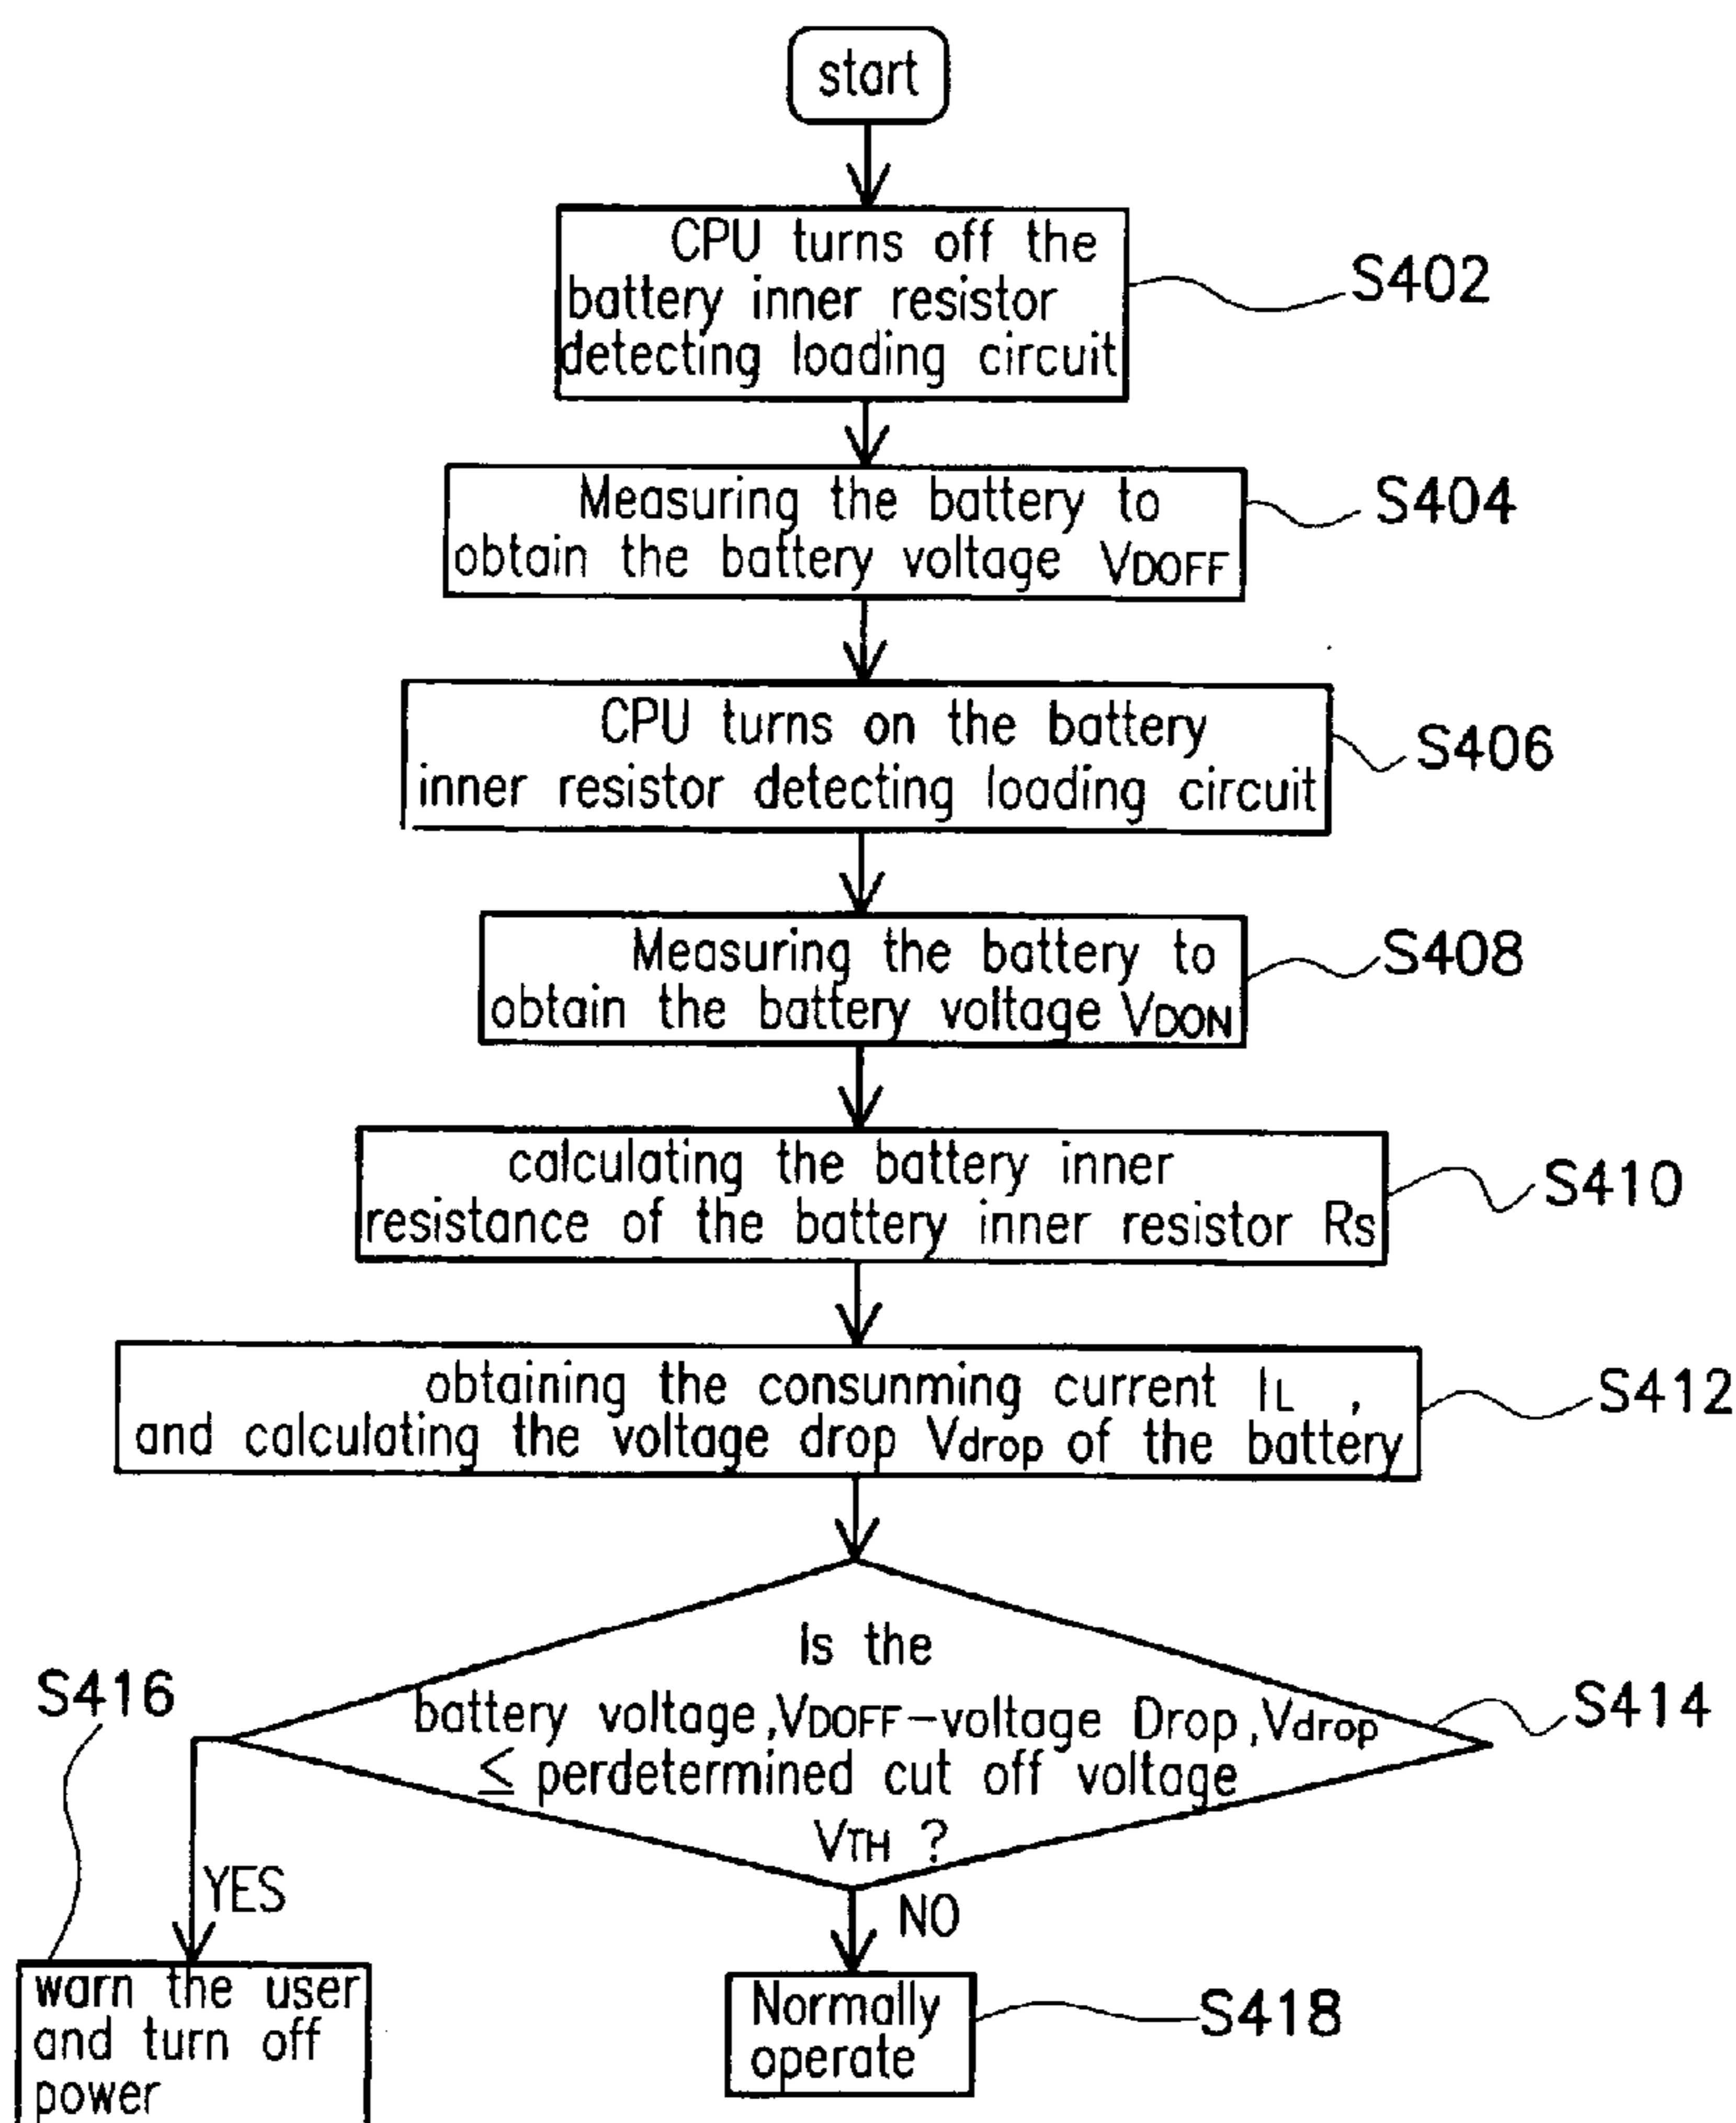 start
CPU turns off the
battery inner resistor
detecting loading circuit
S402
Measuring the battery to
obtain the battery voltage VDOFF
S404
CPU turns on the battery
inner resistor detecting loading circuit
S406
Measuring the battery to
obtain the battery voltage VDON
S408
calculating the battery inner
resistance of the battery inner resistor Rs
S410
obtaining the consunming current IL ,
and calculating the voltage drop Vdrop of the battery
S412
Is the
battery voltage,VDOFF-voltage Drop,Vdrop
≤ perdetermined cut off voltage
VTH ?
S414
S416
YES
NO
warn the user
and turn off
power
Normally
operate
S418